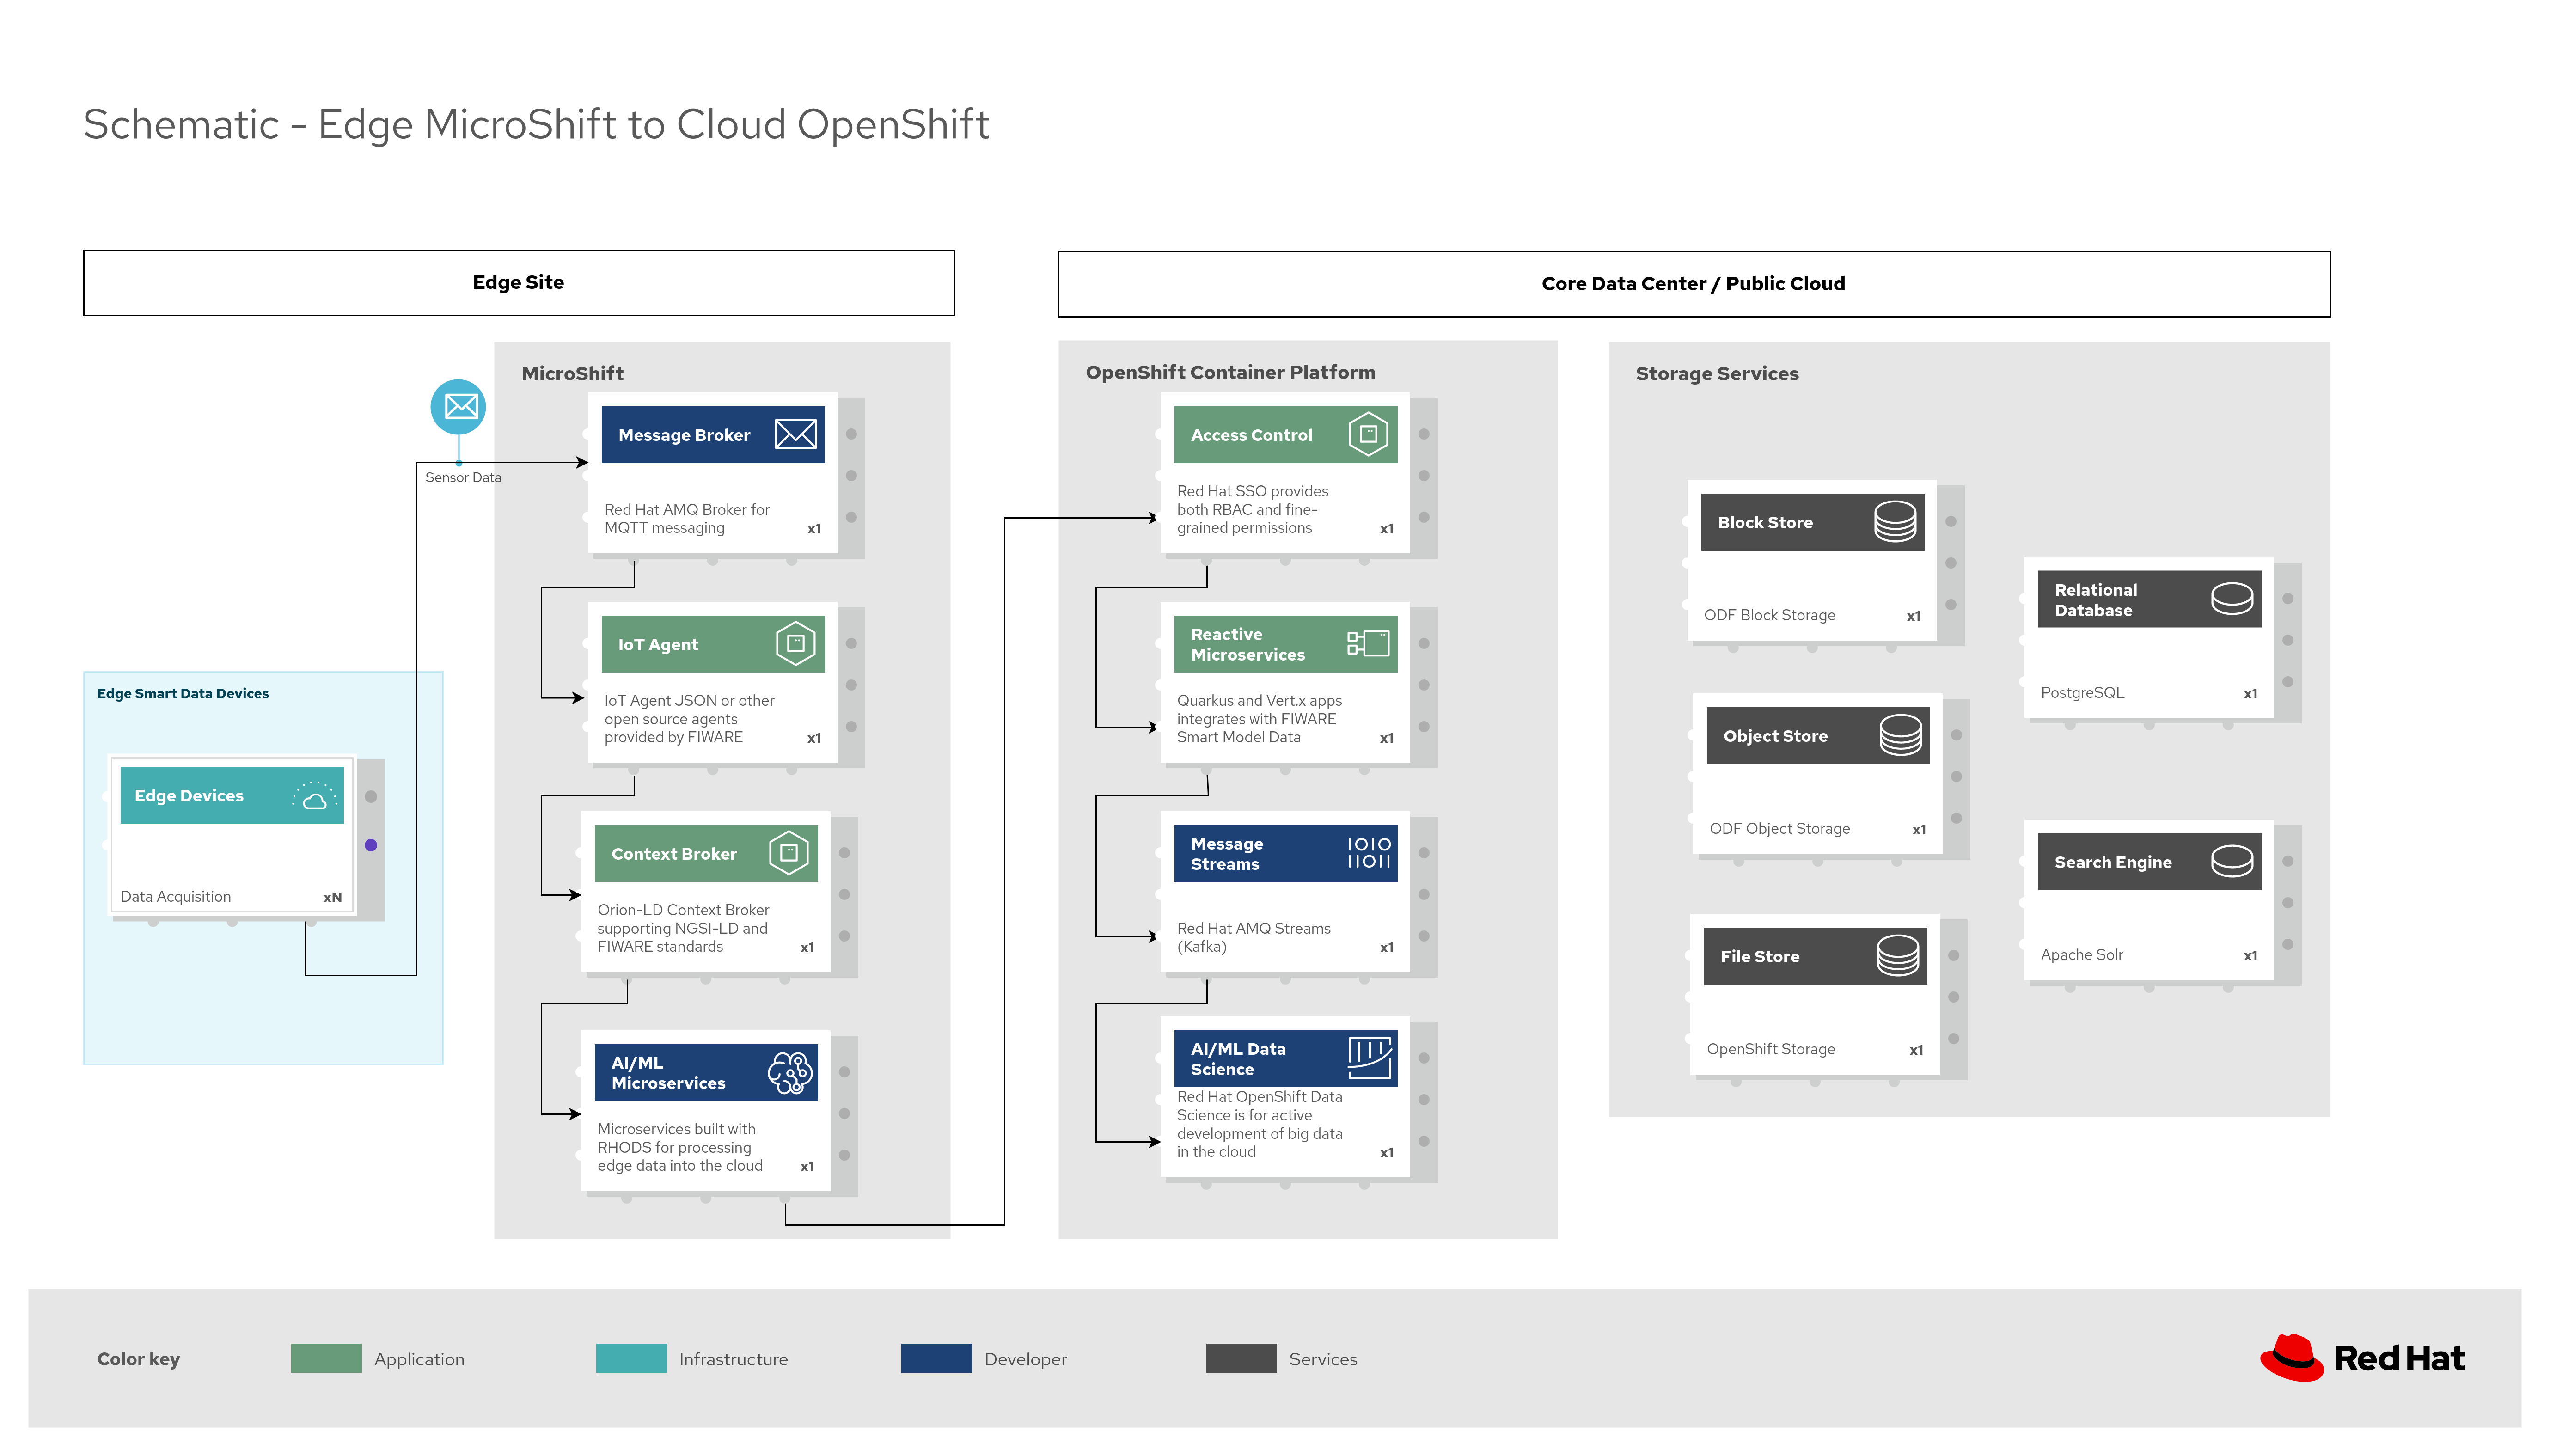 Schematic - Edge MicroShift to Cloud OpenShift
Edge Site
Core Data Center / Public Cloud
Sensor Data
Edge Smart Data Devices
Edge Devices
Data Acquisition
xN
MicroShift
Message Broker
Red Hat AMQ Broker for
MQTT messaging
x1
IoT Agent
IoT Agent JSON or other
open source agents
provided by FIWARE
x1
Context Broker
Orion-LD Context Broker
supporting NGSI-LD and
FIWARE standards
x1
AI/ML
Microservices
Microservices built with
RHODS for processing
edge data into the cloud
x1
OpenShift Container Platform
Access Control
Red Hat SSO provides
both RBAC and fine-
grained permissions
x1
Reactive
Microservices
Quarkus and Vert.x apps
integrates with FIWARE
Smart Model Data
x1
Message
Streams
Red Hat AMQ Streams
(Kafka)
x1
AI/ML Data
Science
Red Hat OpenShift Data
Science is for active
development of big data
in the cloud
x1
Storage Services
Block Store
ODF Block Storage
x1
Object Store
ODF Object Storage
x1
File Store
OpenShift Storage
x1
Relational
Database
PostgreSQL
x1
Search Engine
Apache Solr
x1
Color key
Application
Infrastructure
Developer
Services
Red Hat